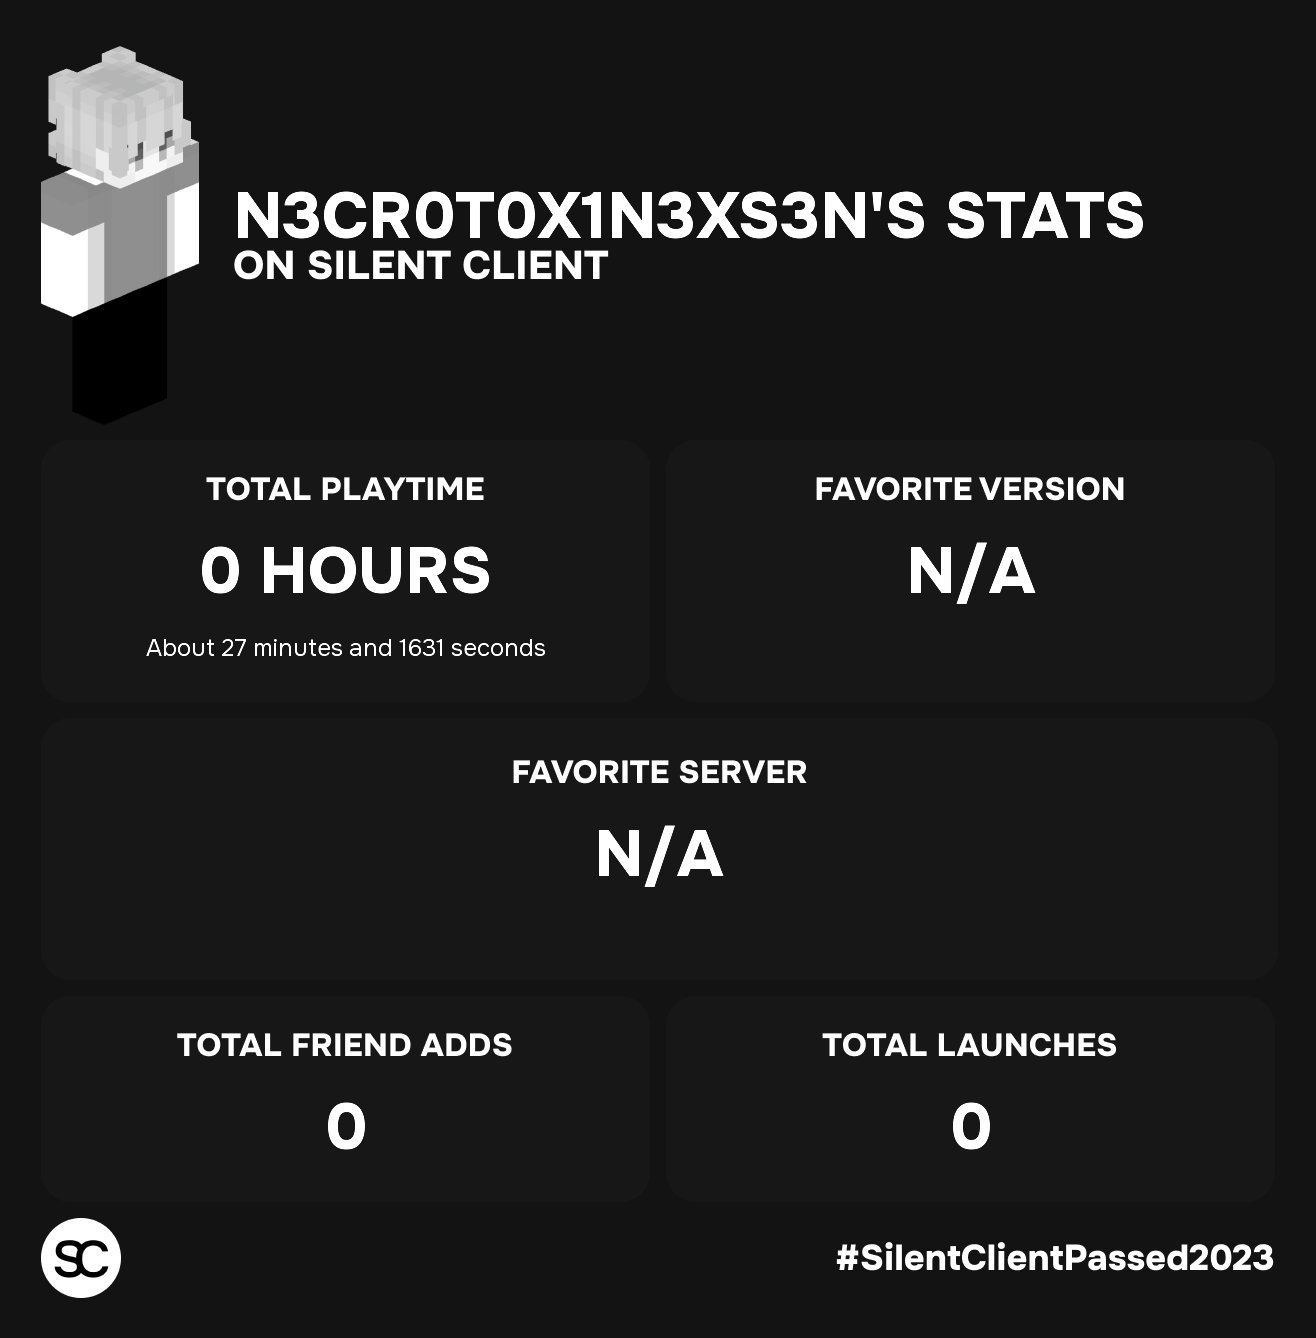 N3CR0T0X1N3XS3N'S STATS
ON SILENT CLIENT
TOTAL PLAYTIME
0 HOURS
About 27 minutes and 1631 seconds
FAVORITE VERSION
N/A
FAVORITE SERVER
N/A
TOTAL FRIEND ADDS
0
TOTAL LAUNCHES
0
SC
#SilentClientPassed2023